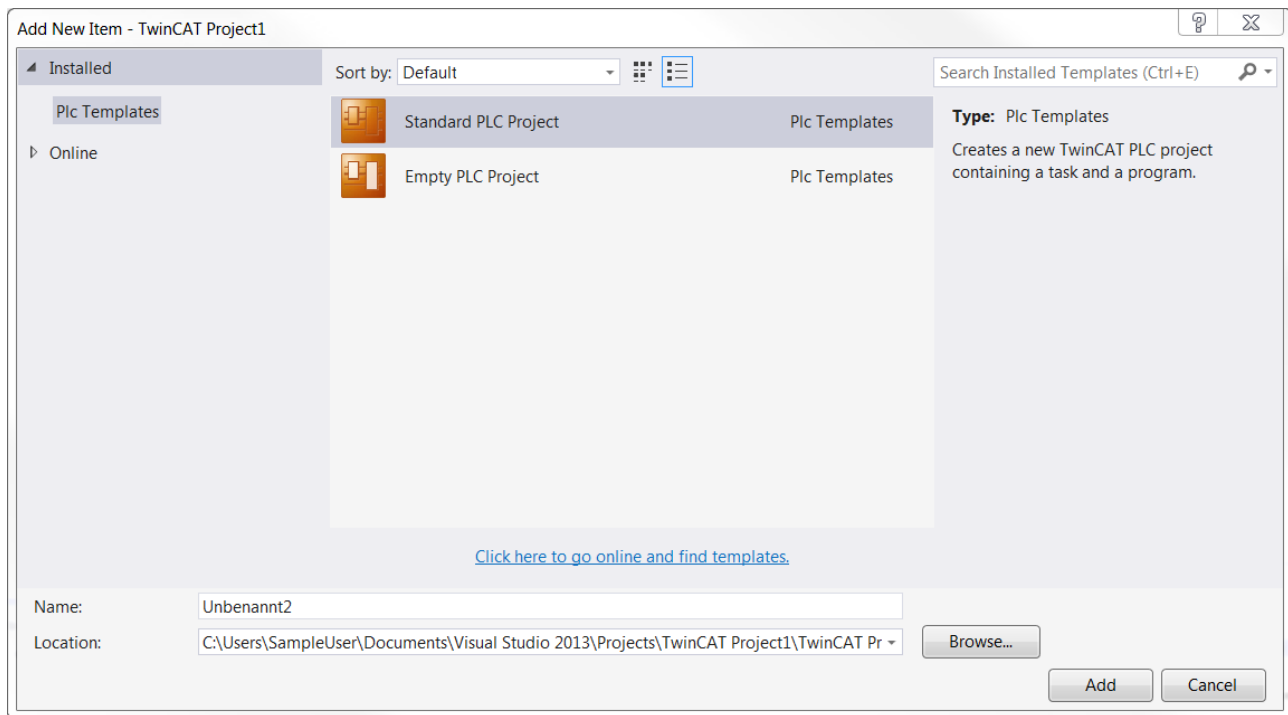 Add New Item - TwinCAT Project1
Installed
Plc Templates
Online
Sort by: Default
Standard PLC Project Plc Templates
Empty PLC Project Plc Templates
Click here to go online and find templates.
Search Installed Templates (Ctrl+E)
Type: Plc Templates
Creates a new TwinCAT PLC project
containing a task and a program.
Name: Unbenannt2
Location: C:\Users\SampleUser\Documents\Visual Studio 2013\Projects\TwinCAT Project1\TwinCAT Pr
Browse...
Add Cancel